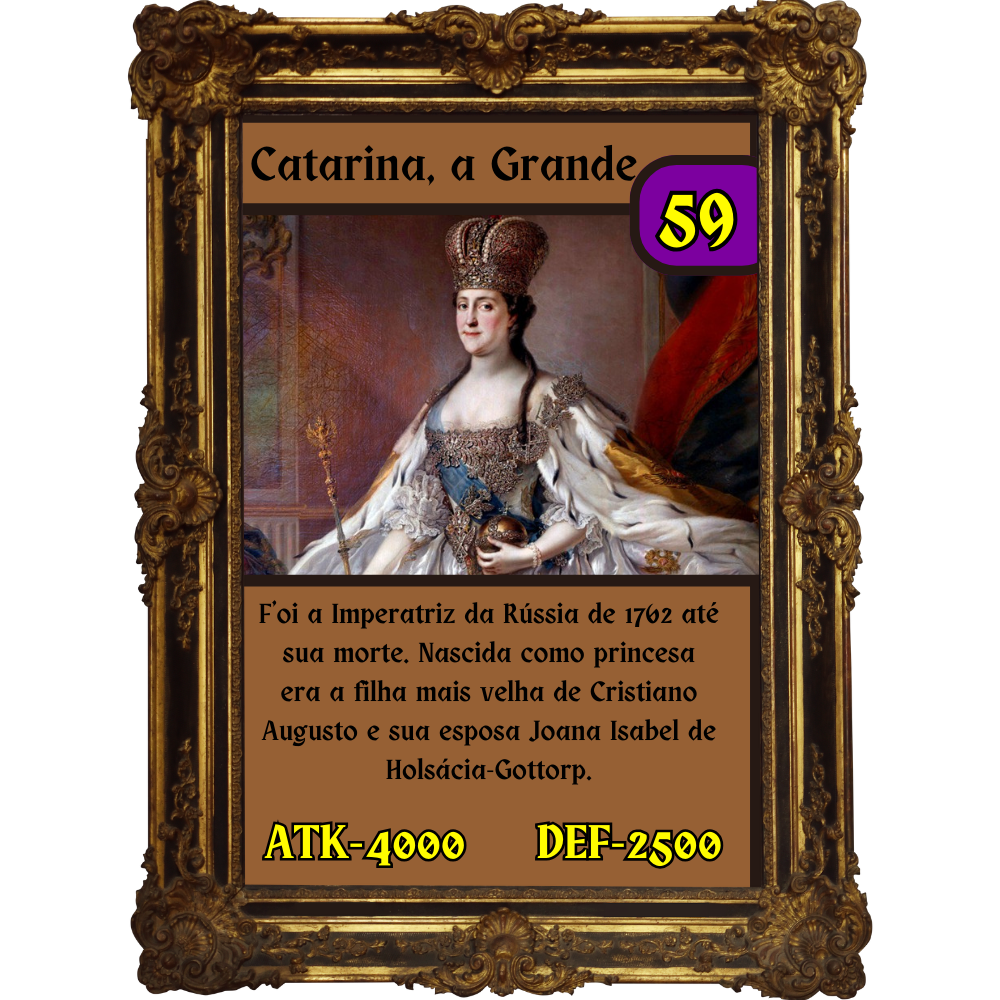 Catarina, a Grande
59
Foi a Imperatriz da Rússia de 1762 até
sua morte. Nascida como princesa
era a filha mais velha de Cristiano
Augusto e sua esposa Joana Isabel de
Holsácia-Gottorp.
ATK-4000 DEF-2500